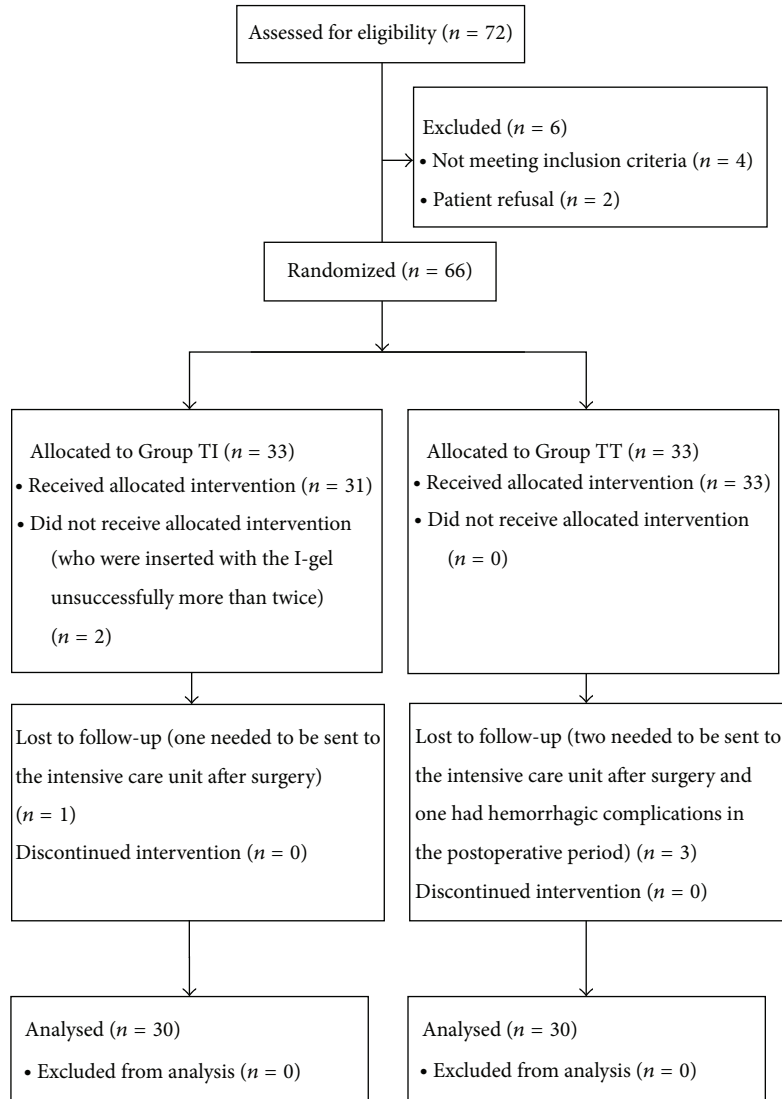 Assessed for eligibility (n = 72)
Excluded (n = 6)
• Not meeting inclusion criteria (n = 4)
• Patient refusal (n = 2)
Randomized (n = 66)
Allocated to Group TI (n = 33)
• Received allocated intervention (n = 31)
• Did not receive allocated intervention
(who were inserted with the I-gel
unsuccessfully more than twice)
(n = 2)
Allocated to Group TT (n = 33)
• Received allocated intervention (n = 33)
• Did not receive allocated intervention
(n = 0)
Lost to follow-up (one needed to be sent to
the intensive care unit after surgery)
(n = 1)
Discontinued intervention (n = 0)
Lost to follow-up (two needed to be sent to
the intensive care unit after surgery and
one had hemorrhagic complications in
the postoperative period) (n = 3)
Discontinued intervention (n = 0)
Analysed (n = 30)
• Excluded from analysis (n = 0)
Analysed (n = 30)
• Excluded from analysis (n = 0)